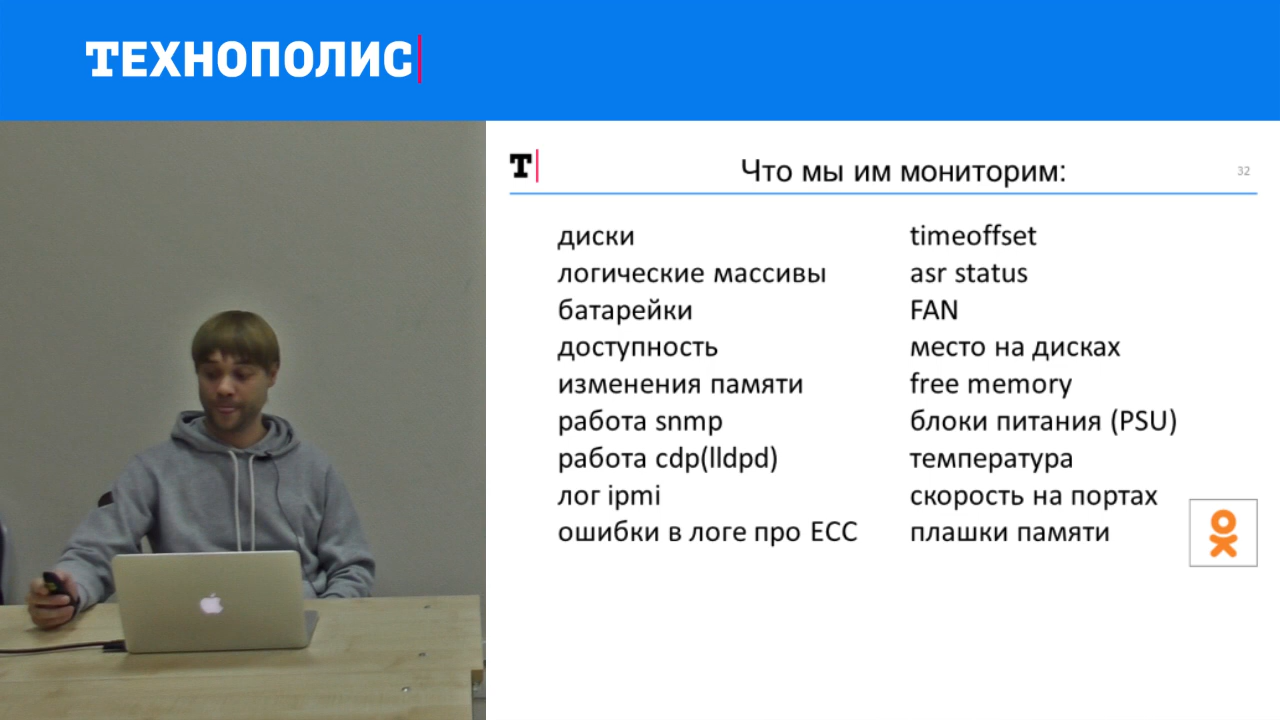 ТЕХНОПОЛИС
Т
Что мы им мониторим:
32
диски
логические массивы
батарейки
доступность
изменения памяти
работа snmp
работа cdp(lldpd)
лог ipmi
ошибки в логе про ECC
timeoffset
asr status
FAN
место на дисках
free memory
блоки питания (PSU)
температура
скорость на портах
плашки памяти